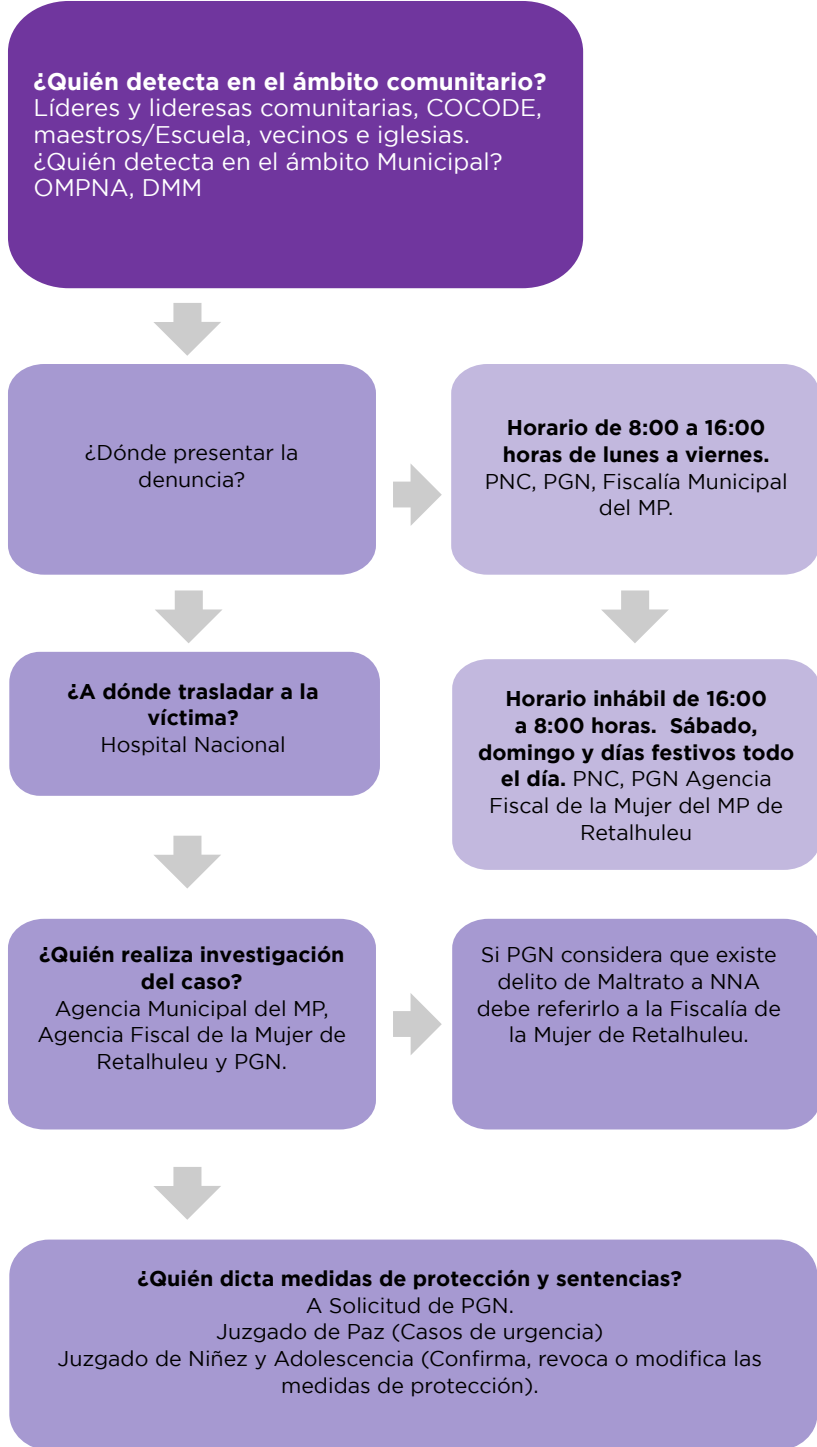 ¿Quién detecta en el ámbito comunitario?
Líderes y lideresas comunitarias, COCODE,
maestros/Escuela, vecinos e iglesias.
¿Quién detecta en el ámbito Municipal?
OMPNA, DMM
¿Dónde presentar la
denuncia?
Horario de 8:00 a 16:00
horas de lunes a viernes.
PNC, PGN, Fiscalía Municipal
del MP.
¿A dónde trasladar a la
víctima?
Hospital Nacional
Horario inhábil de 16:00
a 8:00 horas. Sábado,
domingo y días festivos todo
el día. PNC, PGN Agencia
Fiscal de la Mujer del MP de
Retalhuleu
¿Quién realiza investigación
del caso?
Agencia Municipal del MP,
Agencia Fiscal de la Mujer de
Retalhuleu y PGN.
Si PGN considera que existe
delito de Maltrato a NNA
debe referirlo a la Fiscalía de
la Mujer de Retalhuleu.
¿Quién dicta medidas de protección y sentencias?
A Solicitud de PGN.
Juzgado de Paz (Casos de urgencia)
Juzgado de Niñez y Adolescencia (Confirma, revoca o modifica las
medidas de protección).